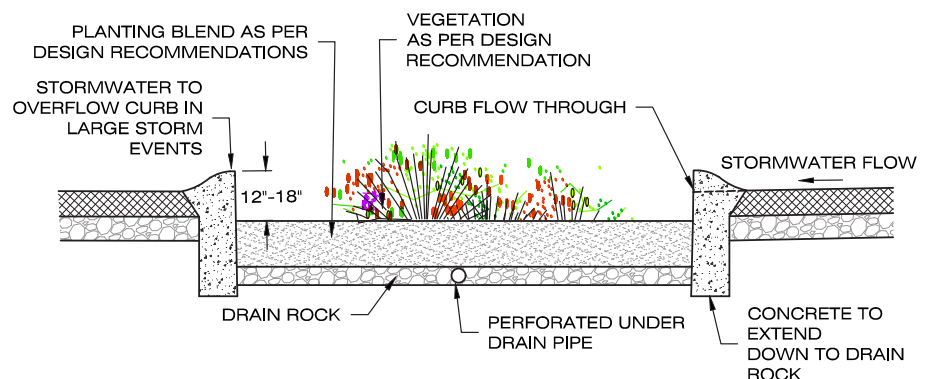 PLANTING BLEND AS PER
DESIGN RECOMMENDATIONS
VEGETATION
AS PER DESIGN
RECOMMENDATION
STORMWATER TO
OVERFLOW CURB IN
LARGE STORM
EVENTS
CURB FLOW THROUGH
STORMWATER FLOW
12"-18"
DRAIN ROCK
PERFORATED UNDER
DRAIN PIPE
CONCRETE TO
EXTEND
DOWN TO DRAIN
ROCK